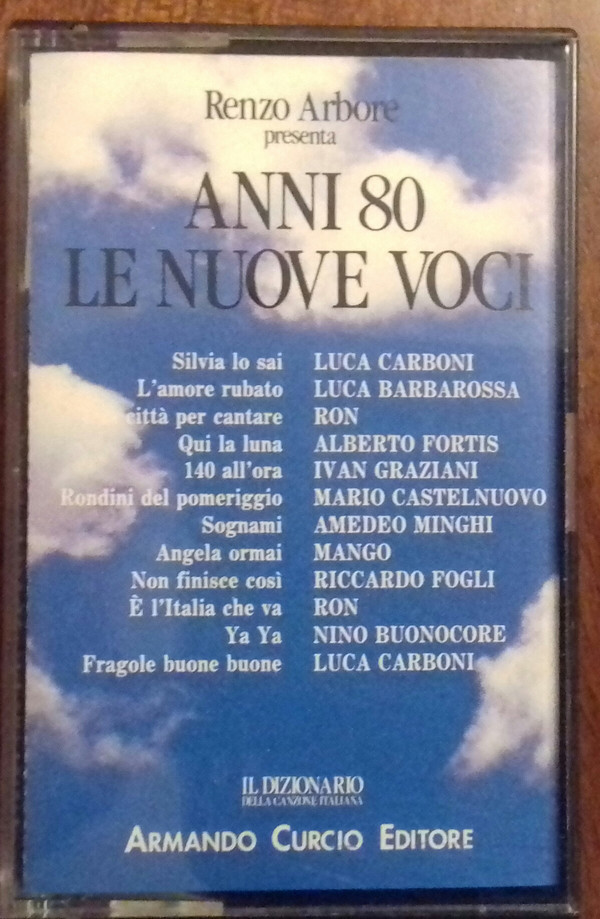 Renzo Arbore
presenta
ANNI 80
LE NUOVE VOCI
Silvia lo sai LUCA CARBONI
L'amore rubato LUCA BARBAROSSA
città per cantare RON
Qui la luna ALBERTO FORTIS
140 all'ora IVAN GRAZIANI
Rondini del pomeriggio MARIO CASTELNUOVO
Sognami AMEDEO MINGHI
Angela ormai MANGO
Non finisce così RICCARDO FOGLI
È l'Italia che va RON
Ya Ya NINO BUONOCORE
Fragole buone buone LUCA CARBONI
IL DIZIONARIO
DELLA CANZONE ITALIANA
ARMANDO CURCIO EDITORE